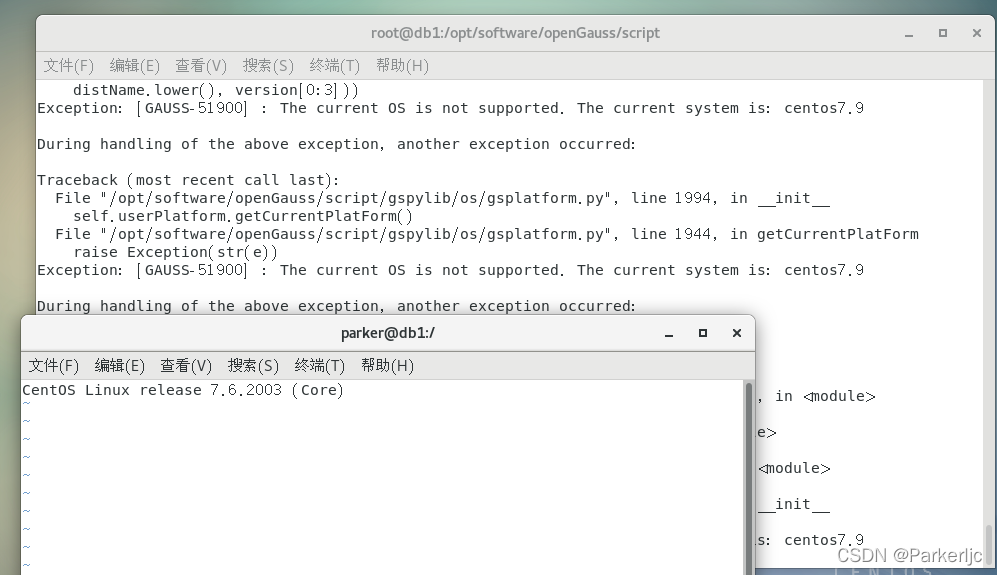 root@db1:/opt/software/openGauss/script
文件(F) 编辑(E) 查看(V) 搜索(S) 终端(T) 帮助(H)
distName.lower(), version[0:3]))
Exception: [GAUSS-51900] : The current OS is not supported. The current system is: centos7.9
During handling of the above exception, another exception occurred:
Traceback (most recent call last):
File "/opt/software/openGauss/script/gspylib/os/gsplatform.py", line 1994, in __init__
self.userPlatform.getCurrentPlatForm()
File "/opt/software/openGauss/script/gspylib/os/gsplatform.py", line 1944, in getCurrentPlatForm
raise Exception(str(e))
Exception: [GAUSS-51900] : The current OS is not supported. The current system is: centos7.9
During handling of the above exception, another exception occurred:
parker@db1:/
文件(F) 编辑(E) 查看(V) 搜索(S) 终端(T) 帮助(H)
CentOS Linux release 7.6.2003 (Core)
~
~
~
~
~
~
~
~
~
~
, in <module>
e>
<module>
__init__
s: centos7.9
CSDN @Parkerljc